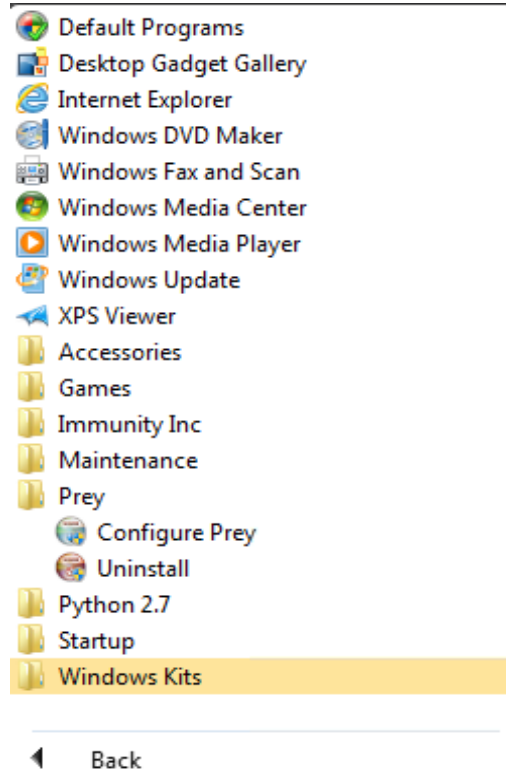 Default Programs
Desktop Gadget Gallery
Internet Explorer
Windows DVD Maker
Windows Fax and Scan
Windows Media Center
Windows Media Player
Windows Update
XPS Viewer
Accessories
Games
Immunity Inc
Maintenance
Prey
Configure Prey
Uninstall
Python 2.7
Startup
Windows Kits
Back